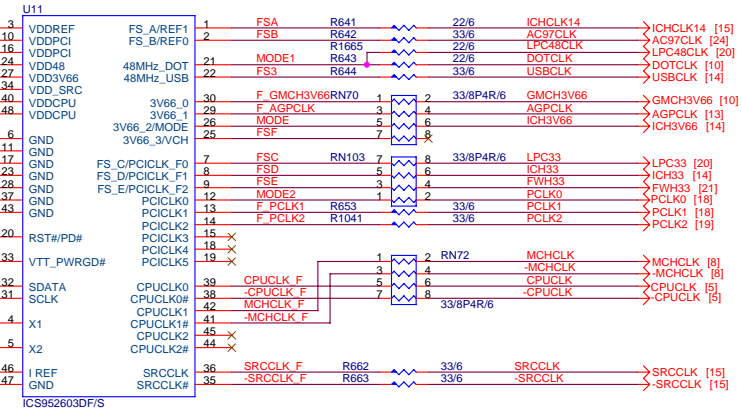 U11
3 VDDREF FS_A/REF1 1 FSA R641 22/6 ICHCLK14 ICHCLK14 [15]
10 VDDPCI FS_B/REF0 2 FSB R642 33/6 AC97CLK AC97CLK [24]
16 VDDPCI R1665 22/6 LPC48CLK LPC48CLK [20]
24 VDD48 48MHz_DOT 21 MODE1 R643 22/6 DOTCLK DOTCLK [10]
27 VDD3V66 48MHz_USB 22 FS3 R644 33/6 USBCLK USBCLK [14]
34 VDD_SRC
40 VDDCPU 3V66_0 30 F_GMCH3V66 RN70 1 2 33/8P4R/6 GMCH3V66 GMCH3V66 [10]
48 VDDCPU 3V66_1 29 F_AGPCLK 3 4 AGPCLK AGPCLK [13]
3V66_2/MODE 26 MODE 5 6 ICH3V66 ICH3V66 [14]
6 GND 3V66_3/VCH 25 FSF 7 8
11 GND
17 GND FS_C/PCICLK_F0 7 FSC RN103 7 8 33/8P4R/6 LPC33 LPC33 [20]
23 GND FS_D/PCICLK_F1 8 FSD 5 6 ICH33 ICH33 [14]
28 GND FS_E/PCICLK_F2 9 FSE 3 4 FWH33 FWH33 [21]
37 GND PCICLK0 12 MODE2 1 2 PCLK0 PCLK0 [18]
43 GND PCICLK1 13 F_PCLK1 R653 33/6 PCLK1 PCLK1 [18]
PCICLK2 14 F_PCLK2 R1041 33/6 PCLK2 PCLK2 [19]
20 RST#/PD# PCICLK3 15
PCICLK4 18
33 VTT_PWRGD# PCICLK5 19 1 2 RN72 MCHCLK MCHCLK [8]
3 4 -MCHCLK -MCHCLK [8]
32 SDATA CPUCLK0 39 CPUCLK_F 5 6 CPUCLK CPUCLK [5]
31 SCLK CPUCLK0# 38 -CPUCLK_F 7 8 -CPUCLK -CPUCLK [5]
CPUCLK1 42 MCHCLK_F 33/8P4R/6
4 X1 CPUCLK1# 41 -MCHCLK_F
CPUCLK2 45
5 X2 CPUCLK2# 44
46 I REF SRCCLK 36 SRCCLK_F R662 33/6 SRCCLK SRCCLK [15]
47 GND SRCCLK# 35 -SRCCLK_F R663 33/6 -SRCCLK -SRCCLK [15]
ICS952603DF/S